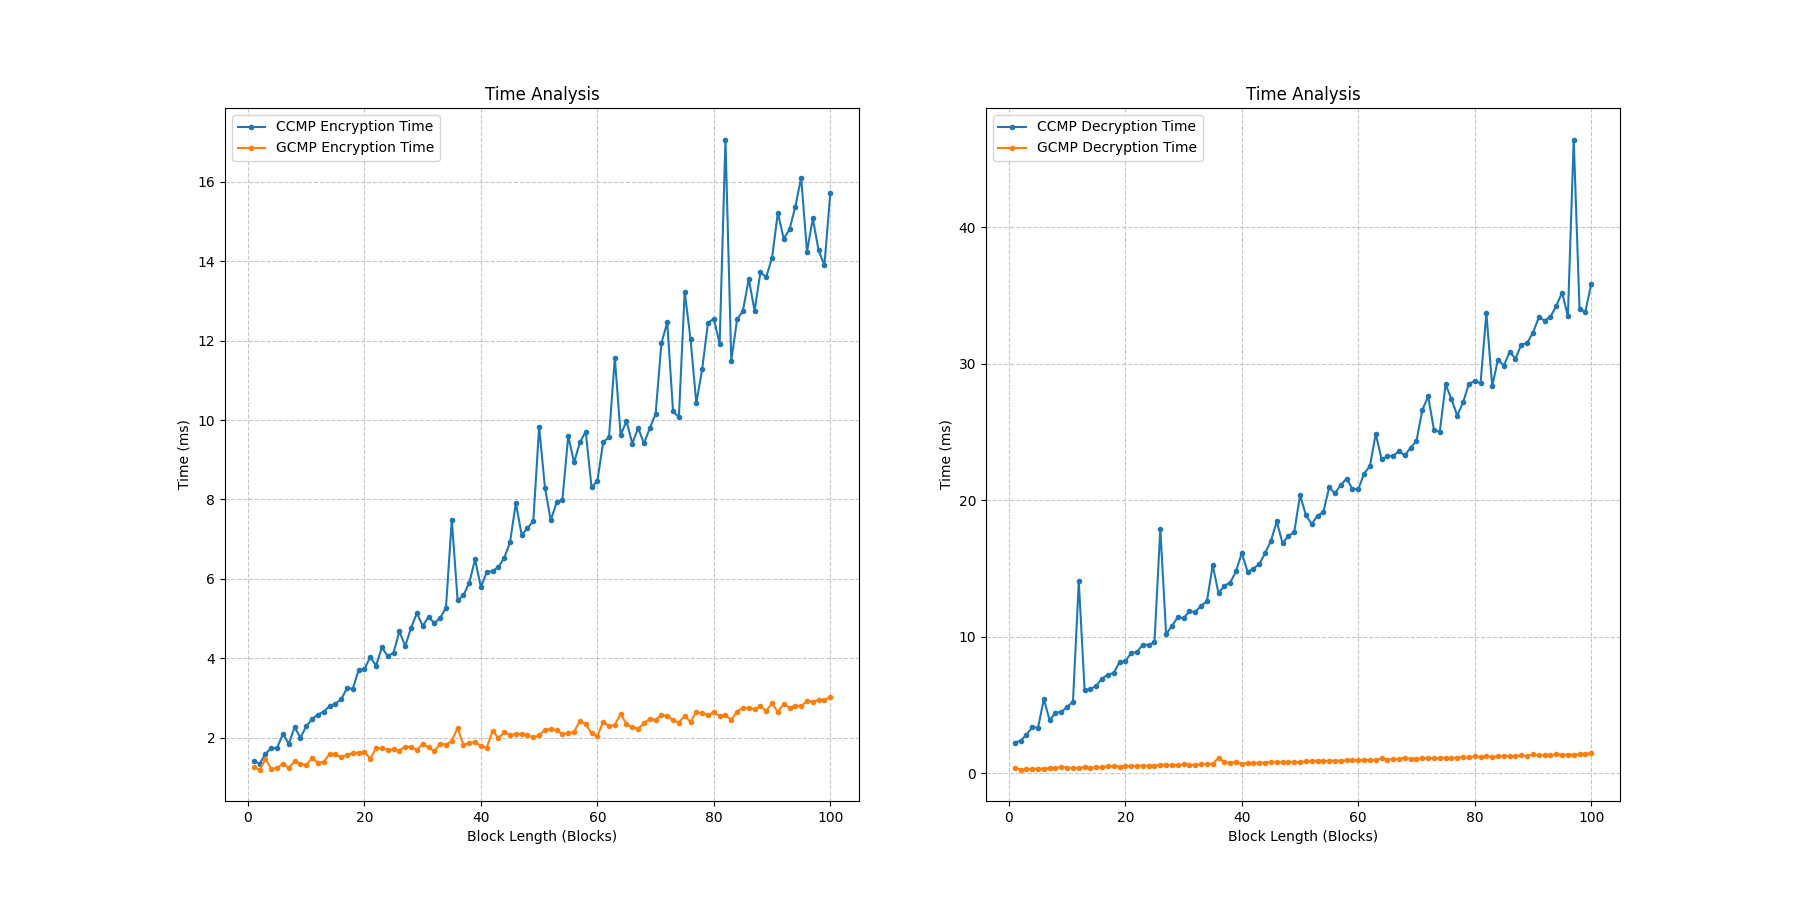 Time Analysis
CCMP Encryption Time
GCMP Encryption Time
16
14
12
10
8
6
4
2
Time (ms)
0 20 40 60 80 100
Block Length (Blocks)
Time Analysis
CCMP Decryption Time
GCMP Decryption Time
40
30
20
10
0
Time (ms)
0 20 40 60 80 100
Block Length (Blocks)